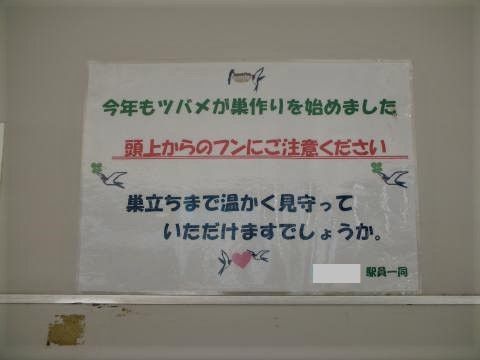 今年もツバメが巣作りを始めました
頭上からのフンにご注意ください
巣立ちまで温かく見守って
いただけますでしょうか。
駅員一同